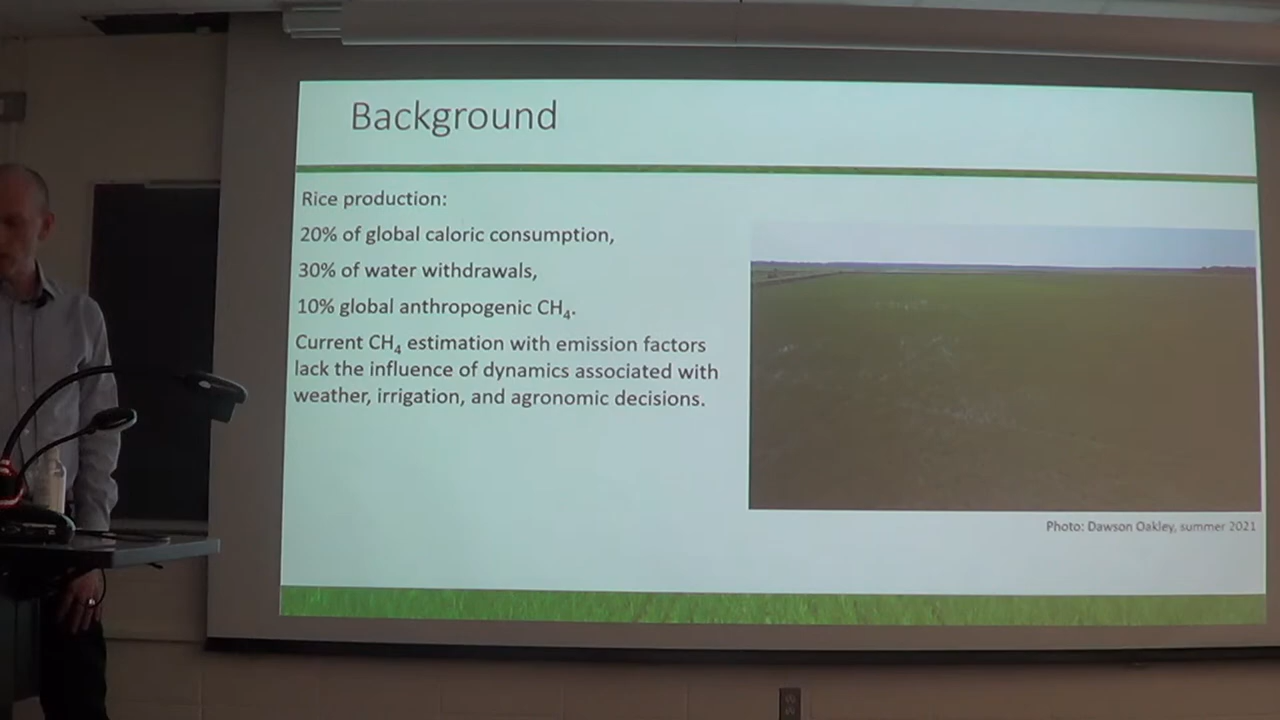 Background
Rice production:
20% of global caloric consumption,
30% of water withdrawals,
10% global anthropogenic CH₄.
Current CH₄ estimation with emission factors
lack the influence of dynamics associated with
weather, irrigation, and agronomic decisions.
Photo: Dawson Oakley, summer 2021